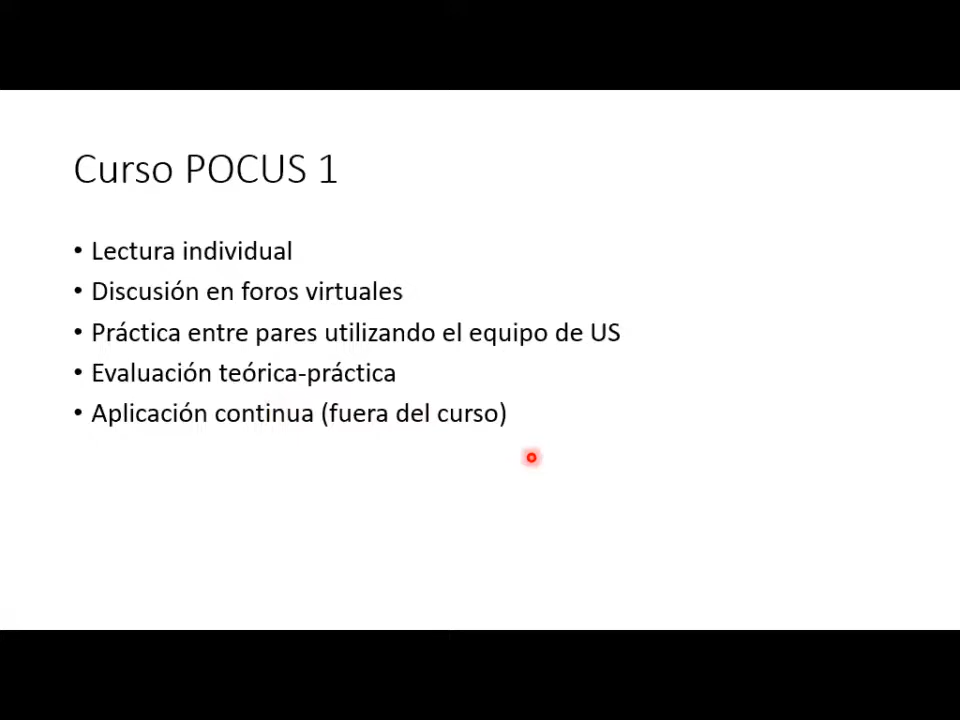 Curso POCUS 1
• Lectura individual
• Discusión en foros virtuales
• Práctica entre pares utilizando el equipo de US
• Evaluación teórica-práctica
• Aplicación continua (fuera del curso)